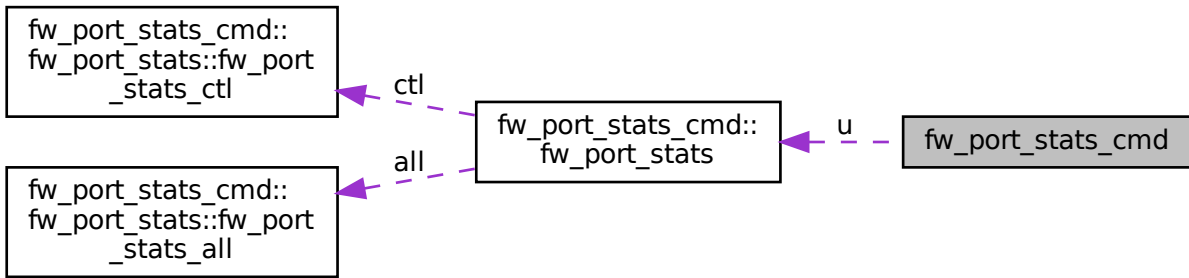 fw_port_stats_cmd::
fw_port_stats::fw_port
_stats_ctl
ctl
fw_port_stats_cmd::
fw_port_stats
u
fw_port_stats_cmd
all
fw_port_stats_cmd::
fw_port_stats::fw_port
_stats_all